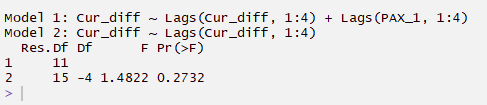 Model 1: Cur_diff ~ Lags(Cur_diff, 1:4) + Lags(PAX_1, 1:4)
Model 2: Cur_diff ~ Lags(Cur_diff, 1:4)
  Res.Df Df      F Pr(>F)
1     11
2     15 -4 1.4822 0.2732
>